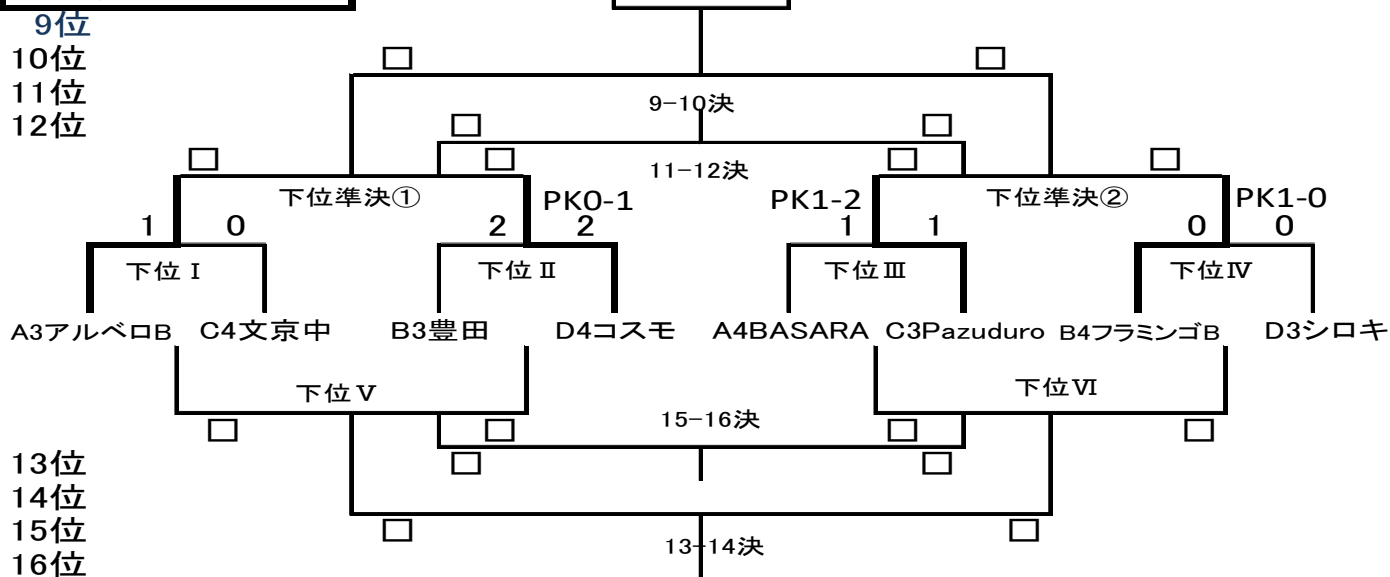 9位
10位
11位
12位
9-10決
11-12決
下位準決①
PK0-1
PK1-2
下位準決②
PK1-0
1 0 2 2 1 1 0 0
下位Ⅰ 下位Ⅱ 下位Ⅲ 下位Ⅳ
A3アルベロB C4文京中 B3豊田 D4コスモ A4BASARA C3Pazuduro B4フラミンゴB D3シロキ
下位Ⅴ 下位Ⅵ
15-16決
13位
14位
15位
16位
13-14決